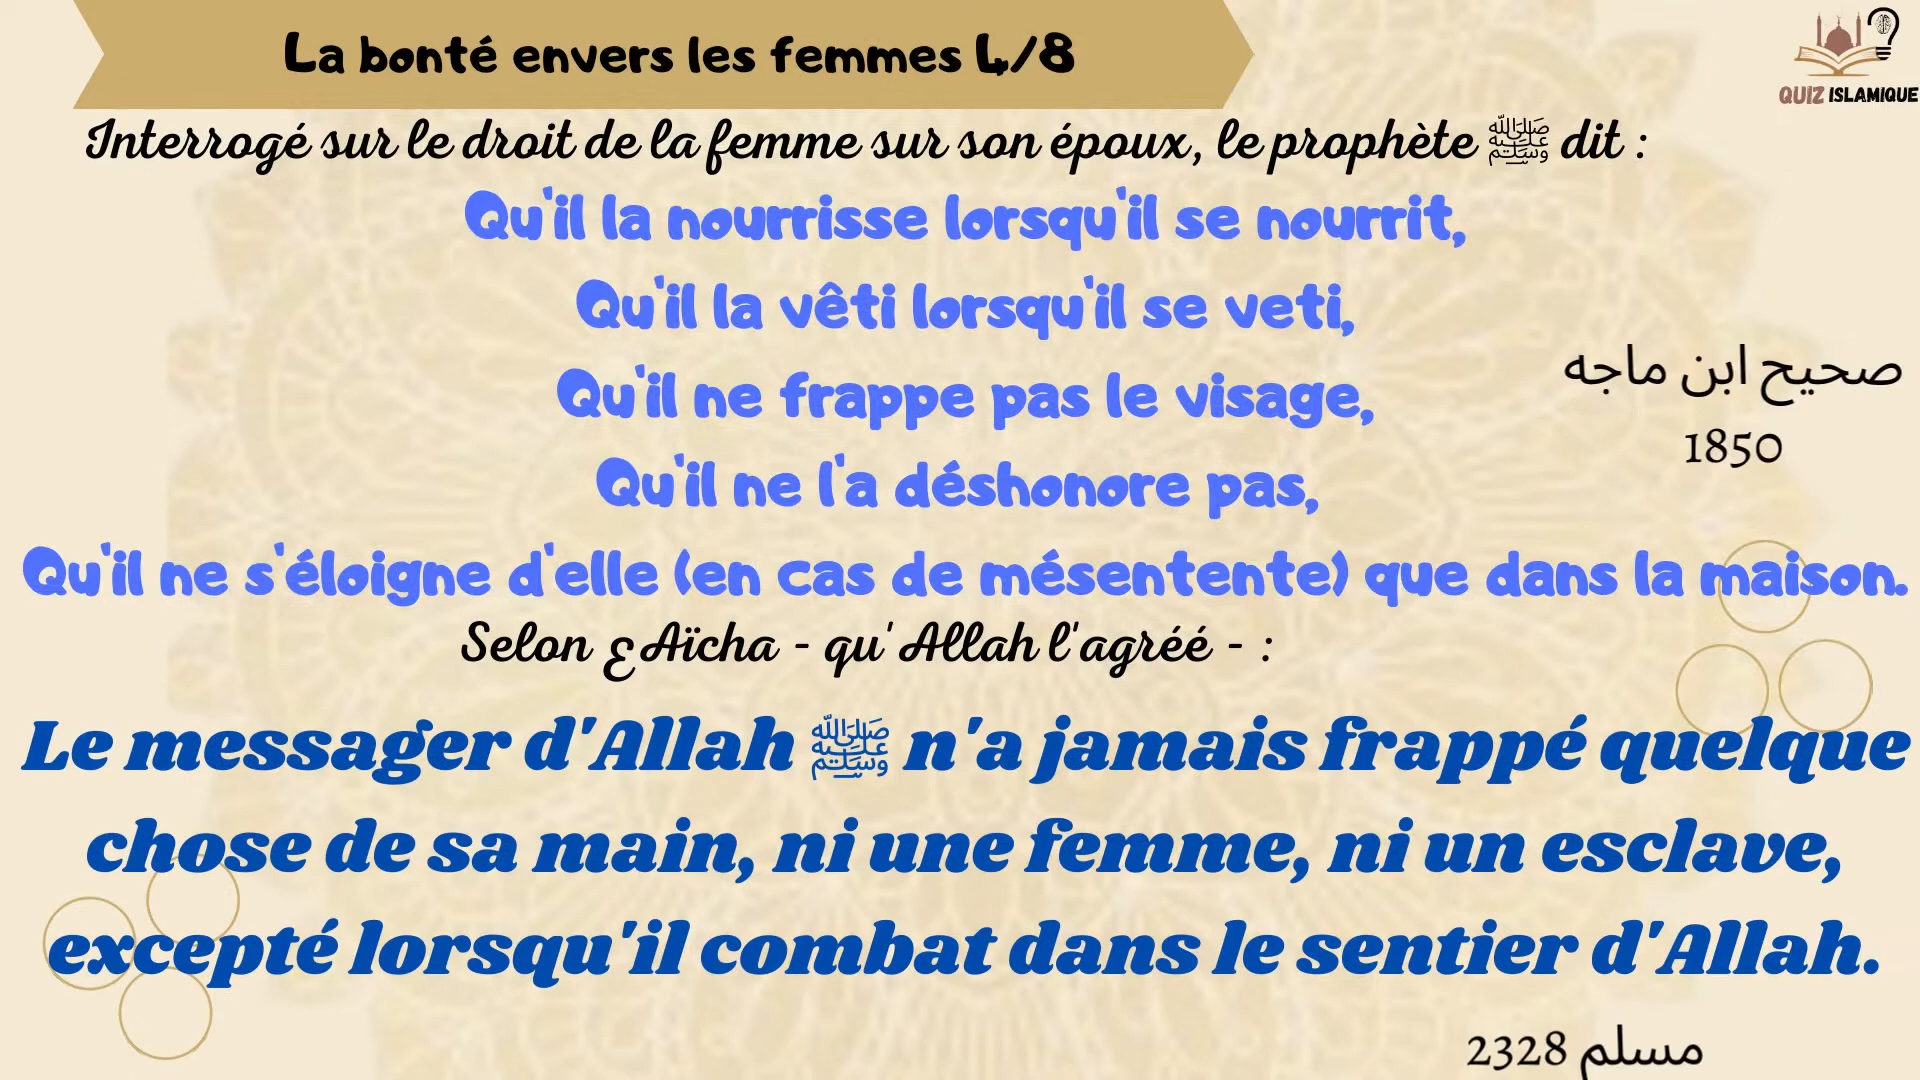 La bonté envers les femmes 4/8
QUIZ ISLAMIQUE
Interrogé sur le droit de la femme sur son époux, le prophète ﷺ dit :
Qu'il la nourrisse lorsqu'il se nourrit,
Qu'il la vêti lorsqu'il se veti,
Qu'il ne frappe pas le visage,
صحيح ابن ماجه
1850
Qu'il ne l'a déshonore pas,
Qu'il ne s'éloigne d'elle (en cas de mésentente) que dans la maison.
Selon عAïcha - qu'Allah l'agréé - :
Le messager d'Allah ﷺ n'a jamais frappé quelque
chose de sa main, ni une femme, ni un esclave,
excepté lorsqu'il combat dans le sentier d'Allah.
مسلم 2328